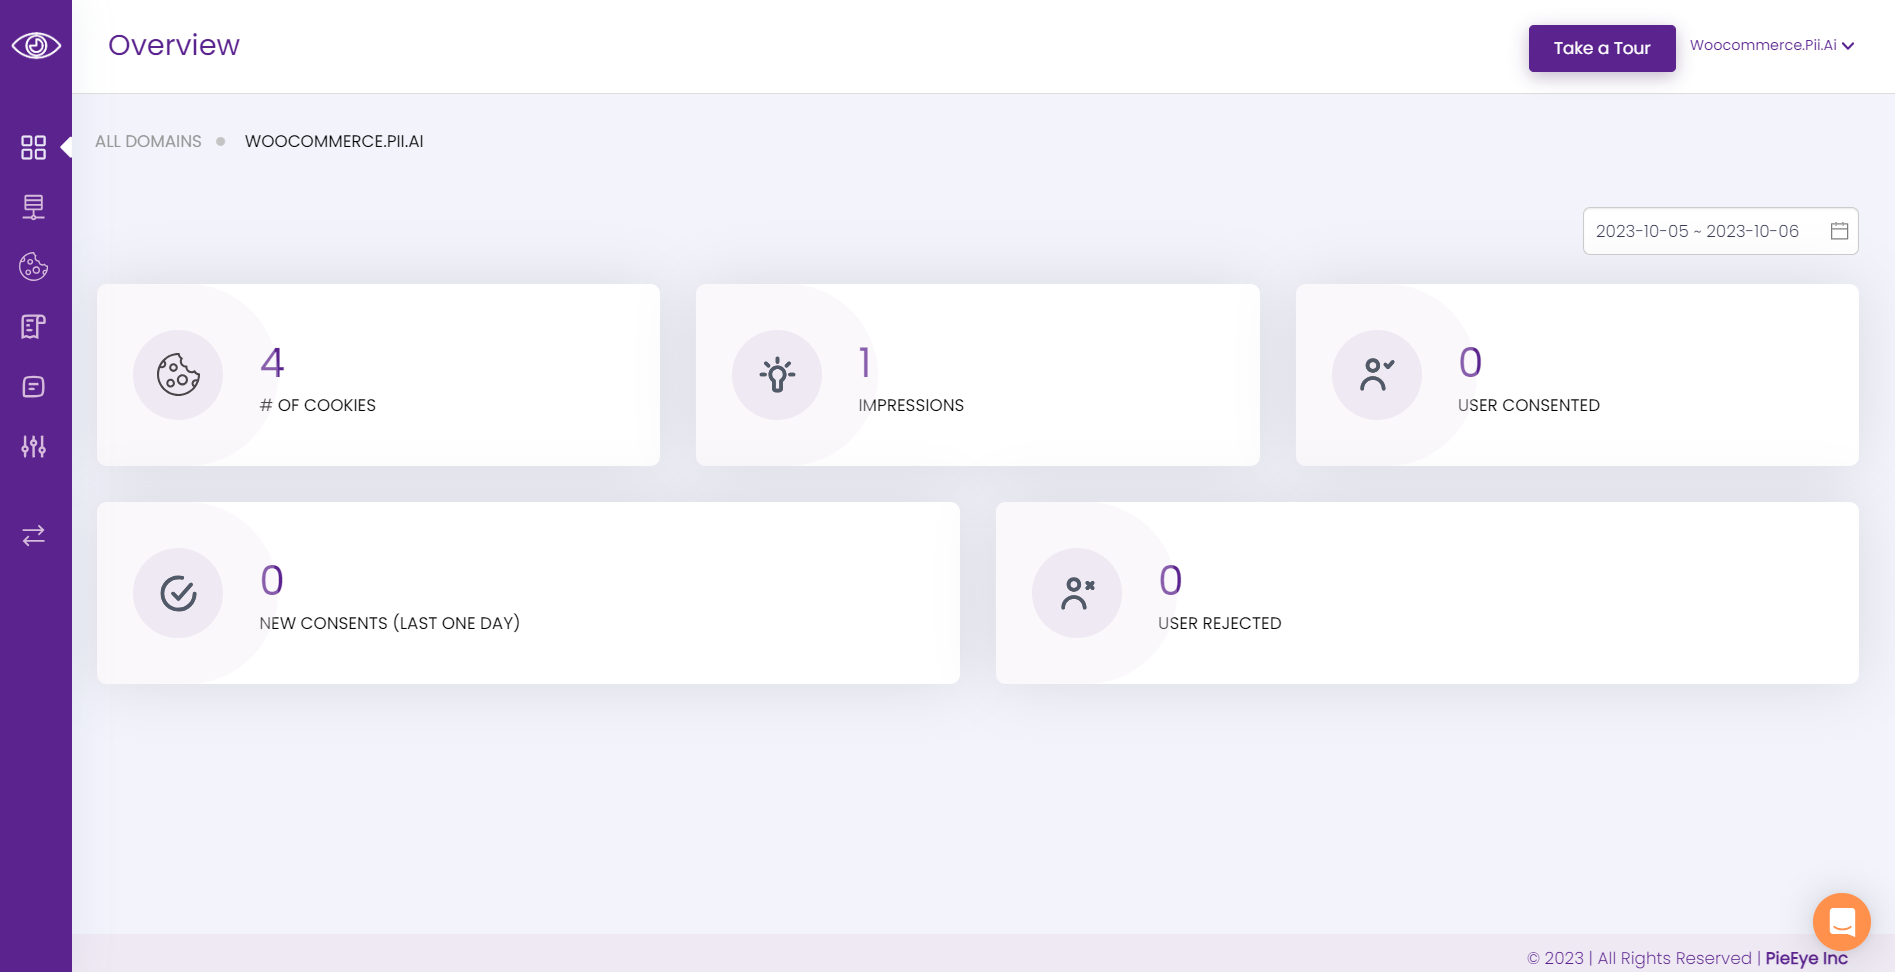 Overview
Take a Tour
Woocommerce.Pii.Ai
ALL DOMAINS
WOOCOMMERCE.PII.AI
2023-10-05 ~ 2023-10-06
4
# OF COOKIES
1
IMPRESSIONS
0
USER CONSENTED
0
NEW CONSENTS (LAST ONE DAY)
0
USER REJECTED
© 2023 | All Rights Reserved | PieEye Inc